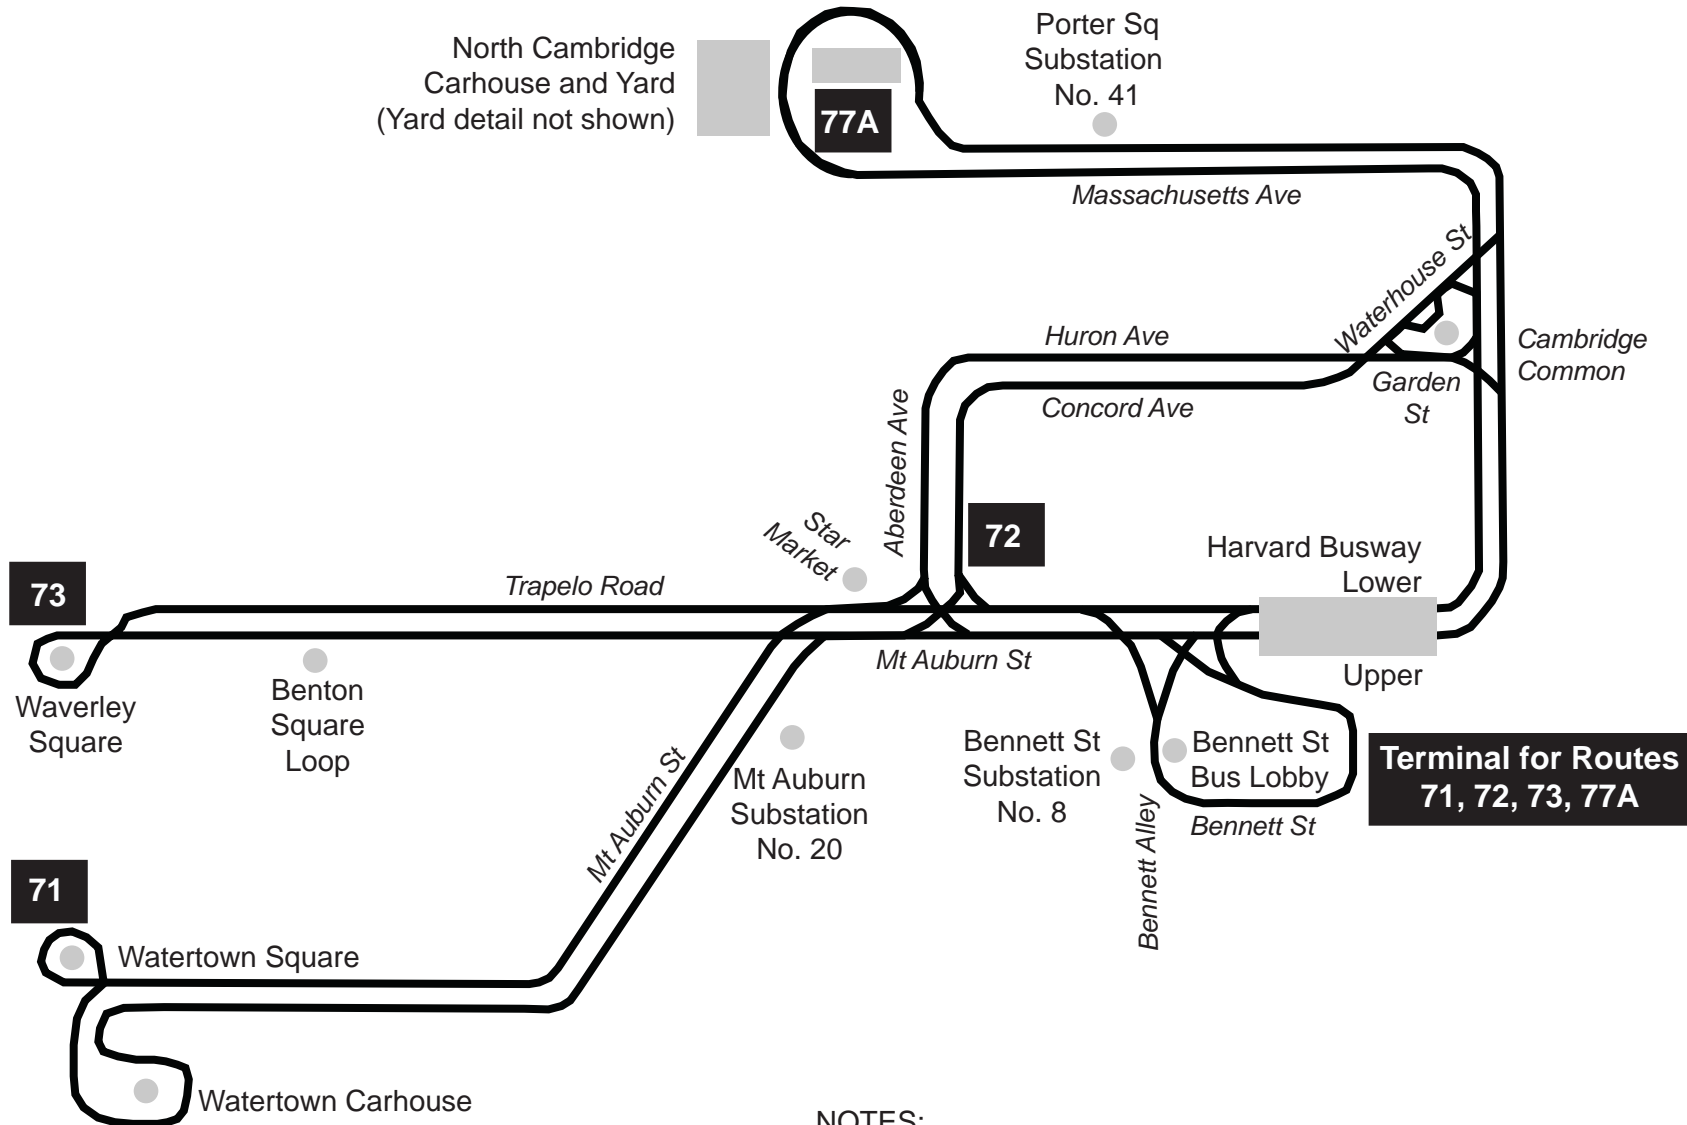 North Cambridge
Carhouse and Yard
(Yard detail not shown)
77A
Porter Sq
Substation
No. 41
Massachusetts Ave
Waterhouse St
Huron Ave
Concord Ave
Garden
St
Cambridge
Common
Aberdeen Ave
Star
Market
72
Harvard Busway
Lower
Upper
73
Trapelo Road
Mt Auburn St
Waverley
Square
Benton
Square
Loop
Mt Auburn St
Mt Auburn
Substation
No. 20
Bennett St
Substation
No. 8
Bennett St
Bus Lobby
Bennett Alley
Bennett St
Terminal for Routes
71, 72, 73, 77A
71
Watertown Square
Watertown Carhouse
NOTES: